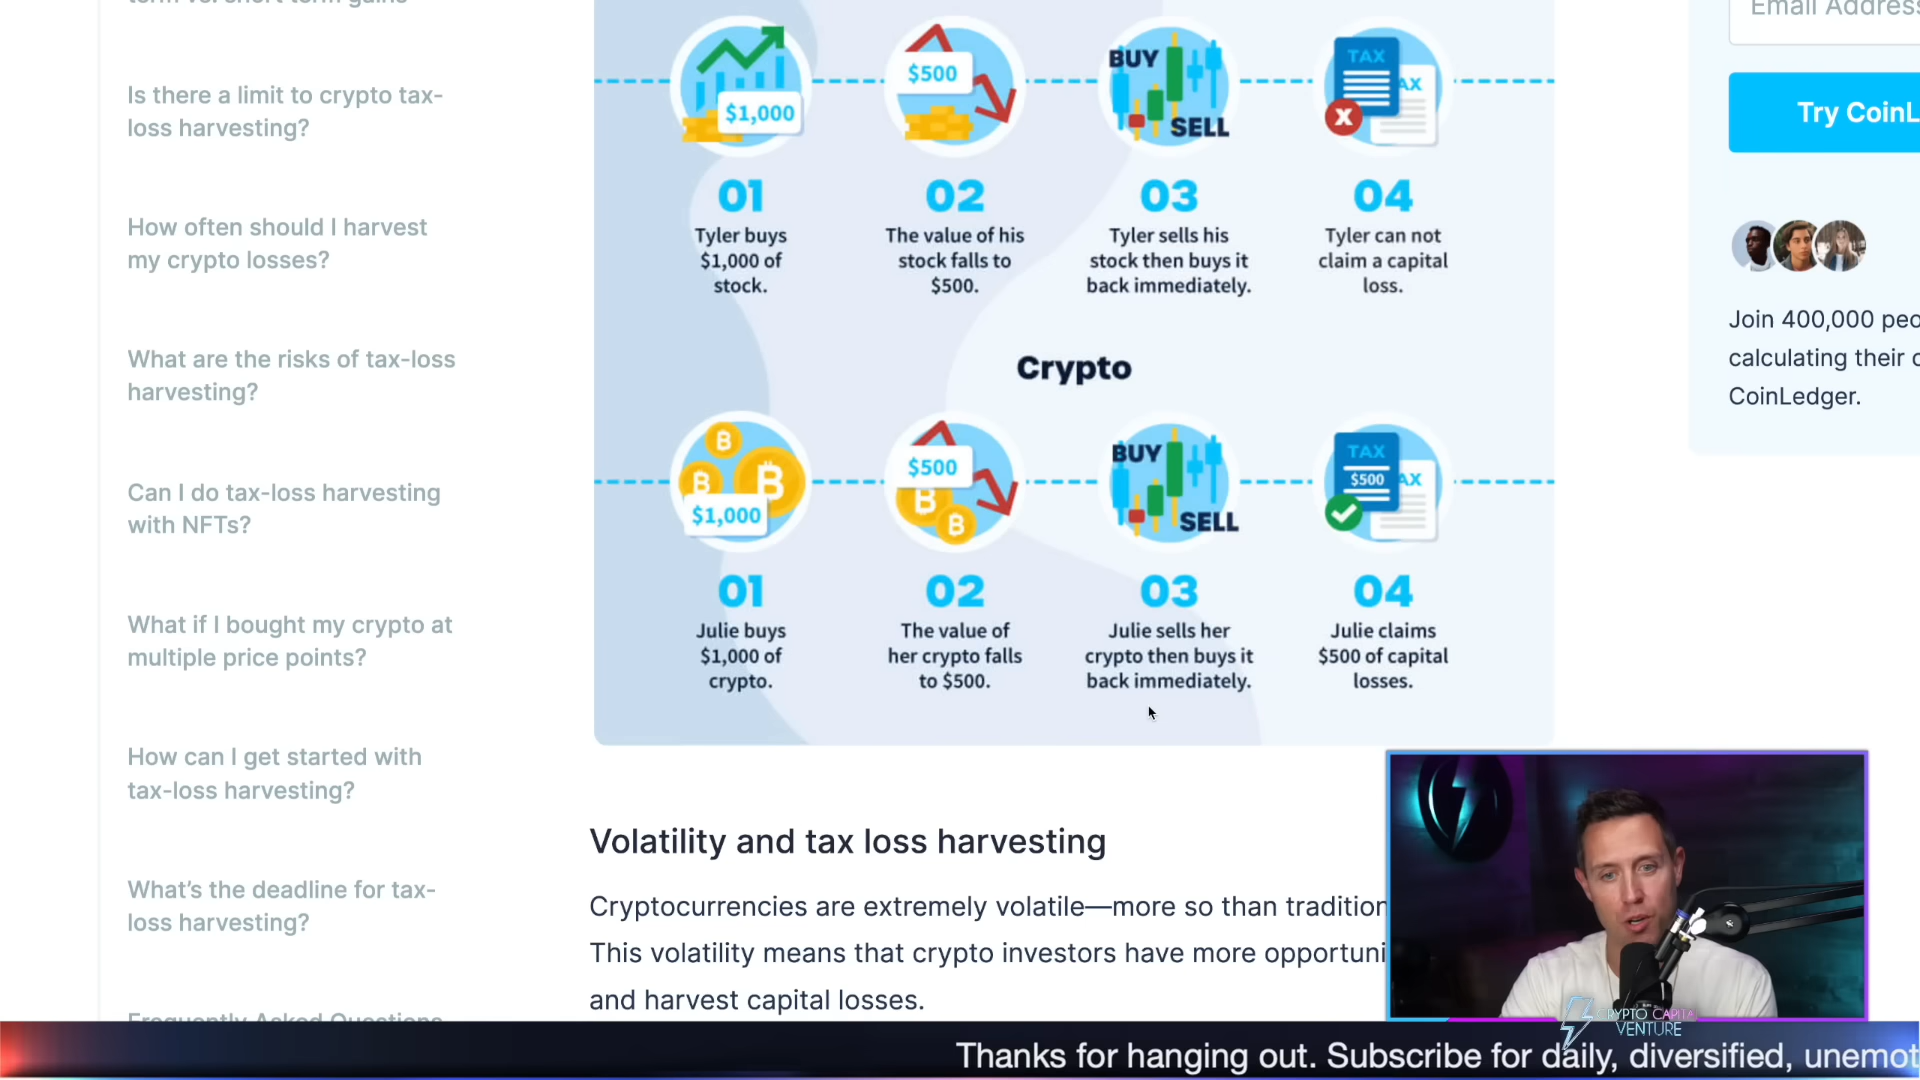 Is there a limit to crypto tax-
loss harvesting?
How often should I harvest
my crypto losses?
What are the risks of tax-loss
harvesting?
Can I do tax-loss harvesting
with NFTs?
What if I bought my crypto at
multiple price points?
How can I get started with
tax-loss harvesting?
What's the deadline for tax-
loss harvesting?
Frequently Asked Questions
$1,000
$500
BUY
SELL
TAX
AX
X
01
02
03
04
Tyler buys
$1,000 of
stock.
The value of his
stock falls to
$500.
Tyler sells his
stock then buys it
back immediately.
Tyler can not
claim a capital
loss.
Crypto
B
B
B
$1,000
$500
B
B
BUY
SELL
TAX
$500
AX
01
02
03
04
Julie buys
$1,000 of
crypto.
The value of
her crypto falls
to $500.
Julie sells her
crypto then buys it
back immediately.
Julie claims
$500 of capital
losses.
Volatility and tax loss harvesting
Cryptocurrencies are extremely volatile—more so than tradition
This volatility means that crypto investors have more opportuni
and harvest capital losses.
Email Address
Try CoinL
Join 400,000 peo
calculating their c
CoinLedger.
CRYPTO CAPITAL
VENTURE
Thanks for hanging out. Subscribe for daily, diversified, unemot